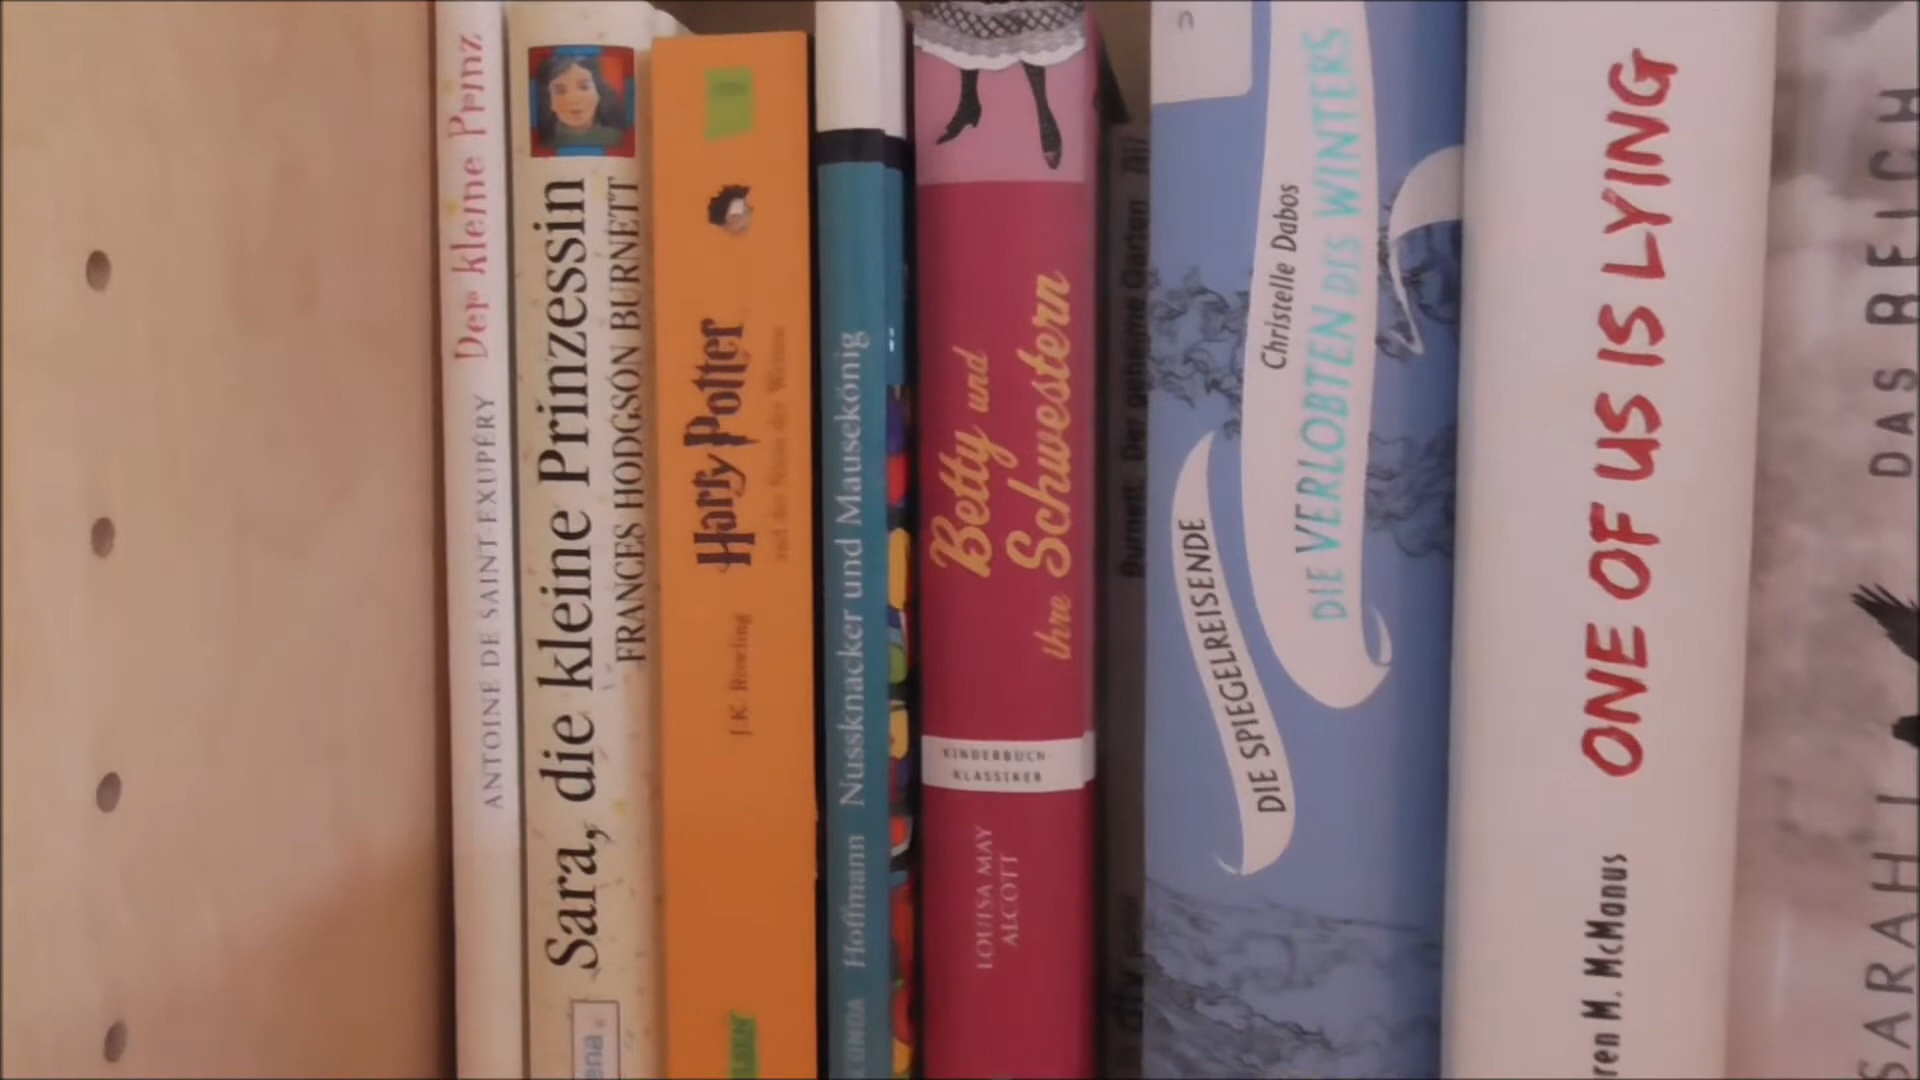 Der kleine Prinz
ANTOINE DE SAINT-EXUPÉRY
Sara, die kleine Prinzessin
FRANCES HODGSON BURNETT
Harry Potter
J.K. Rowling
Hoffmann Nussknacker und Mausekönig
Betty und
ihre Schwestern
KINDERBUCH-
KLASSIKER
LOUISA MAY
ALCOTT
Burnett Der geheime Garten
DIE SPIEGELREISENDE
Christelle Dabos
DIE VERLOBTEN DES WINTERS
ren M. McManus
ONE OF US IS LYING
SARAH J
DAS REICH